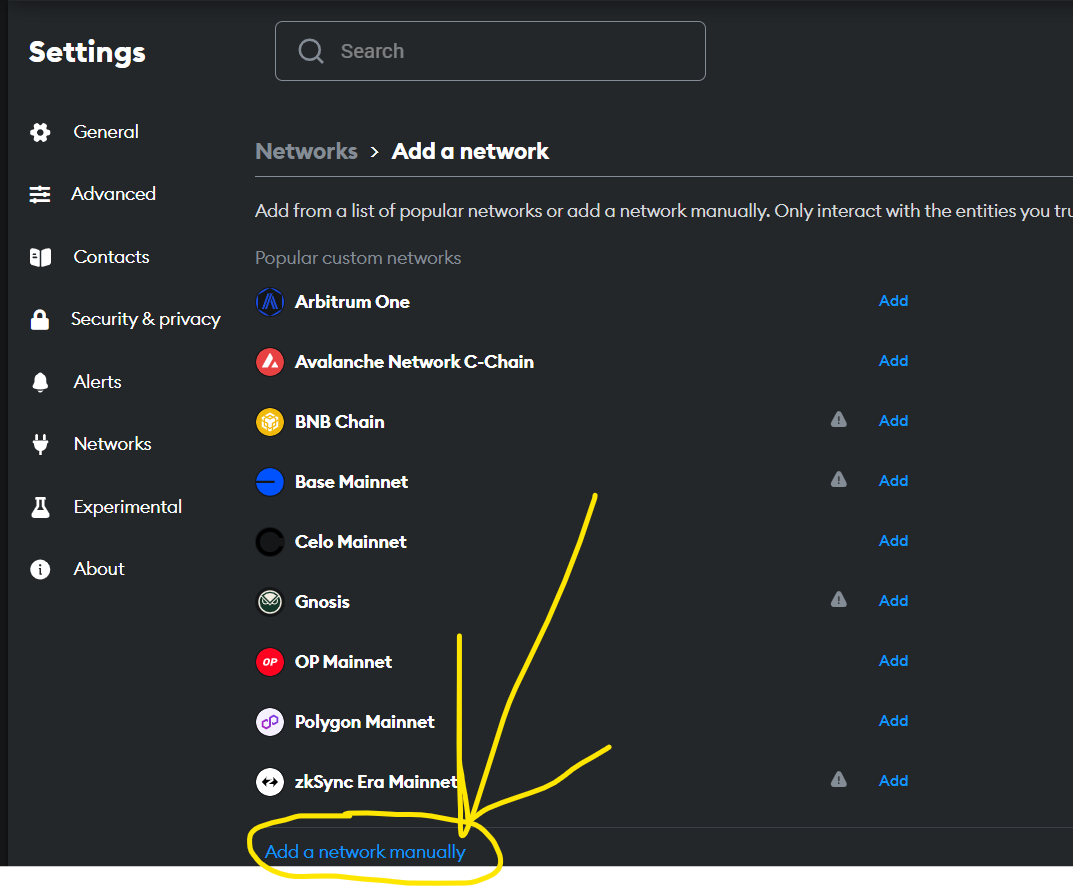 Settings
Search
General
Advanced
Contacts
Security & privacy
Alerts
Networks
Experimental
About
Networks > Add a network
Add from a list of popular networks or add a network manually. Only interact with the entities you tru
Popular custom networks
Arbitrum One Add
Avalanche Network C-Chain Add
BNB Chain Add
Base Mainnet Add
Celo Mainnet Add
Gnosis Add
OP OP Mainnet Add
Polygon Mainnet Add
zkSync Era Mainnet Add
Add a network manually